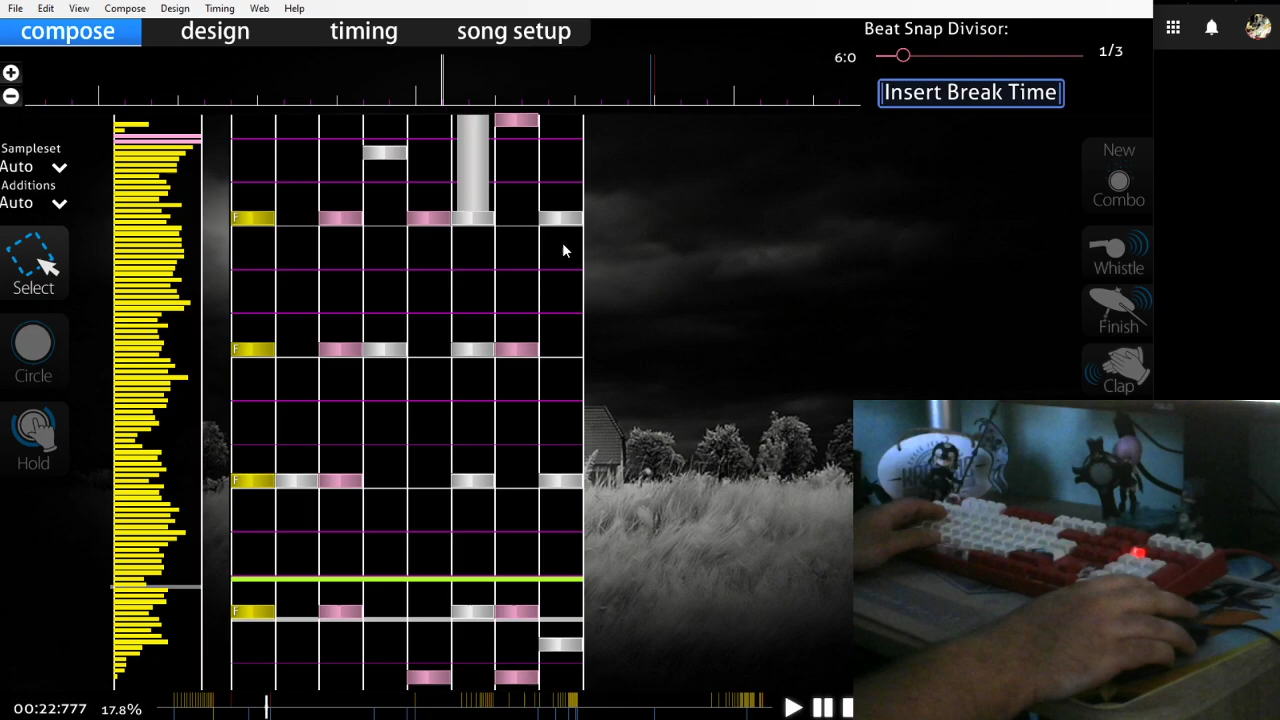 File Edit View Compose Design Timing Web Help
compose design timing song setup
Beat Snap Divisor:
6:0 1/3
Insert Break Time
Sampleset
Auto
Additions
Auto
Select
Circle
Hold
New
Combo
Whistle
Finish
Clap
F
F
F
F
00:22:777 17.8%